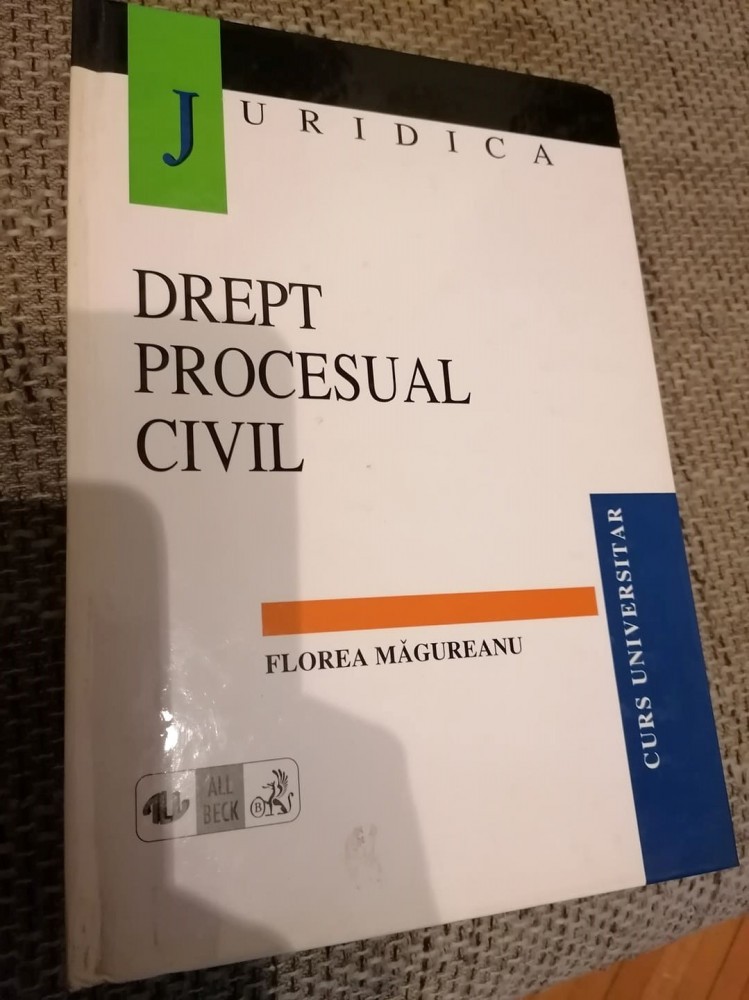 JURIDICA
DREPT
PROCESUAL
CIVIL
CURS UNIVERSITAR
FLOREA MĂGUREANU
ALL
BECK
B